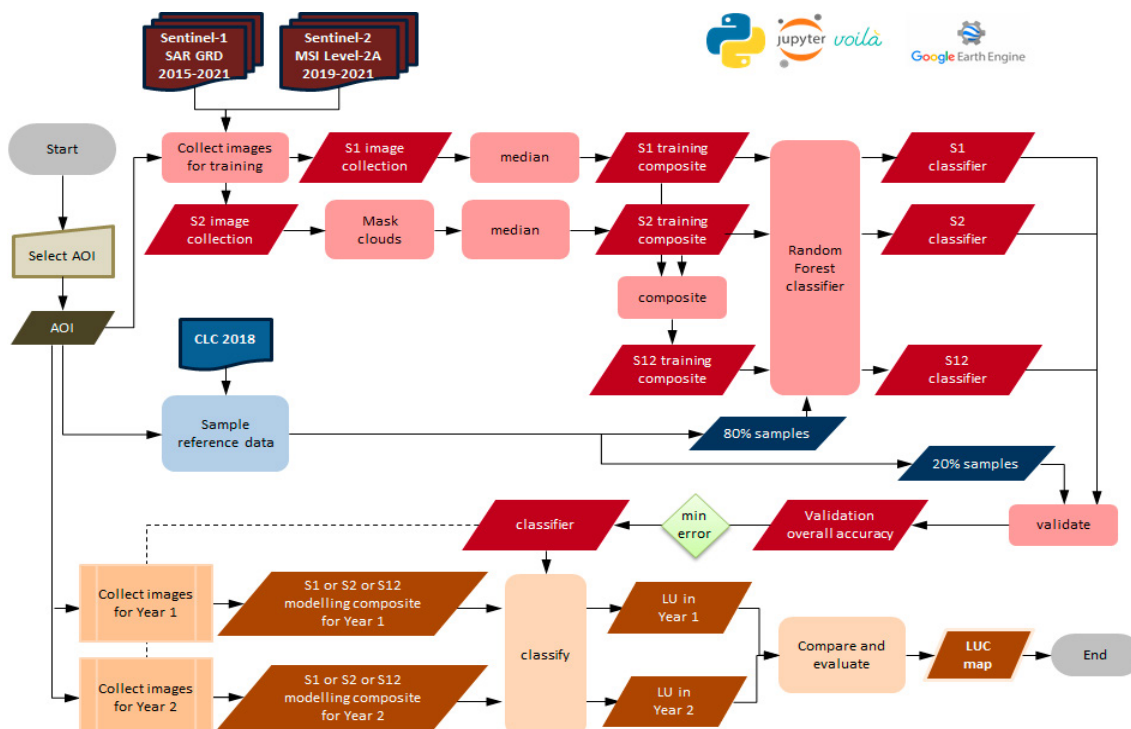 Sentinel-1
SAR GRD
2015-2021
Sentinel-2
MSI Level-2A
2019-2021
jupyter
voilà
Google Earth Engine
Start
Collect images
for training
S1 image
collection
median
S1 training
composite
S1
classifier
S2 image
collection
Mask
clouds
median
S2 training
composite
Random
Forest
classifier
S2
classifier
Select AOI
composite
AOI
CLC 2018
S12 training
composite
S12
classifier
Sample
reference data
80% samples
20% samples
classifier
min
error
Validation
overall accuracy
validate
Collect images
for Year 1
S1 or S2 or S12
modelling composite
for Year 1
classify
LU in
Year 1
Compare and
evaluate
LUC
map
End
Collect images
for Year 2
S1 or S2 or S12
modelling composite
for Year 2
LU in
Year 2